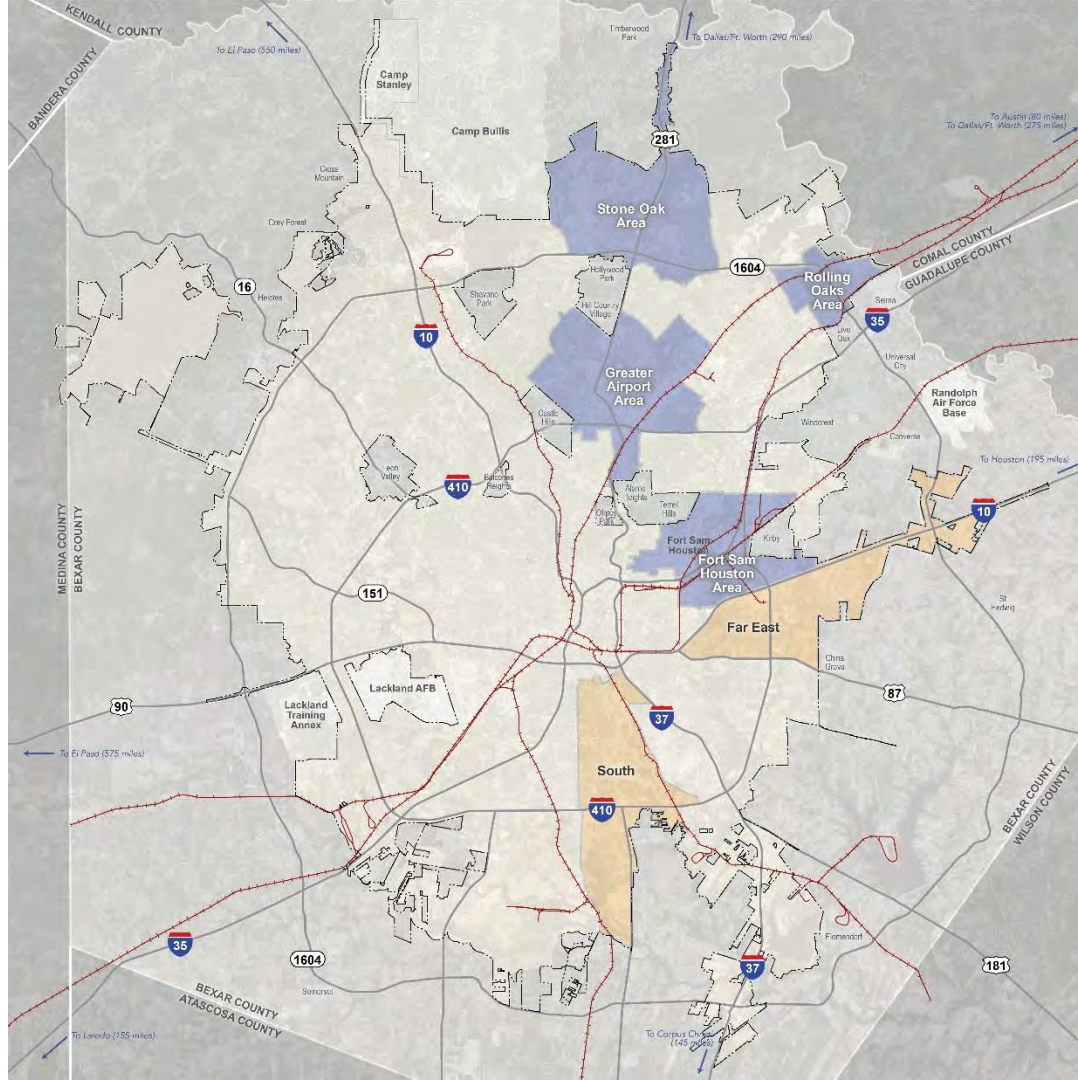 KENDALL COUNTY
BANDERA COUNTY
To El Paso (550 miles)
Camp
Stanley
Camp Bullis
Timberwood
Park
To Dallas/Ft. Worth (290 miles)
281
To Austin (80 miles)
To Dallas/Ft. Worth (275 miles)
Cross
Mountain
Grey Forest
Stone Oak
Area
COMAL COUNTY
GUADALUPE COUNTY
1604
Hollywood
Park
Rolling
Oaks
Area
16
Helotes
Shavano
Park
Hill Country
Village
Selma
35
10
Live
Oak
Universal
City
Greater
Airport
Area
Randolph
Air Force
Base
Castle
Hills
Windcrest
Converse
To Houston (195 miles)
Leon
Valley
410
Balcones
Heights
Alamo
Heights
Terrell
Hills
Olmos
Park
10
Fort Sam
Houston
Kirby
Fort Sam
Houston
Area
MEDINA COUNTY
BEXAR COUNTY
151
St
Hedwig
Far East
China
Grove
Lackland AFB
87
90
Lackland
Training
Annex
37
To El Paso (575 miles)
South
410
BEXAR COUNTY
WILSON COUNTY
35
Elmendorf
1604
37
181
Somerset
BEXAR COUNTY
ATASCOSA COUNTY
To Laredo (155 miles)
To Corpus Christi
(145 miles)